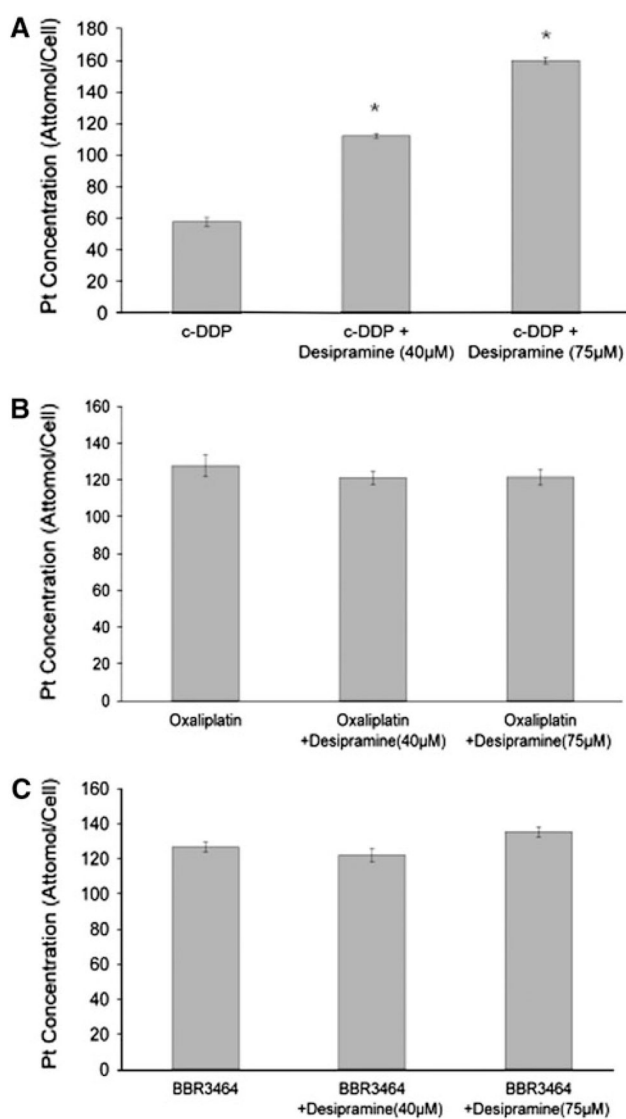 A
Pt Concentration (Attomol/Cell)
180
160
140
120
100
80
60
40
20
0
*
*
c-DDP
c-DDP +
Desipramine (40µM)
c-DDP +
Desipramine (75µM)
B
Pt Concentration (Attomol/Cell)
160
140
120
100
80
60
40
20
0
Oxaliplatin
Oxaliplatin
+Desipramine(40µM)
Oxaliplatin
+Desipramine(75µM)
C
Pt Concentration (Attomol/Cell)
160
140
120
100
80
60
40
20
0
BBR3464
BBR3464
+Desipramine(40µM)
BBR3464
+Desipramine(75µM)